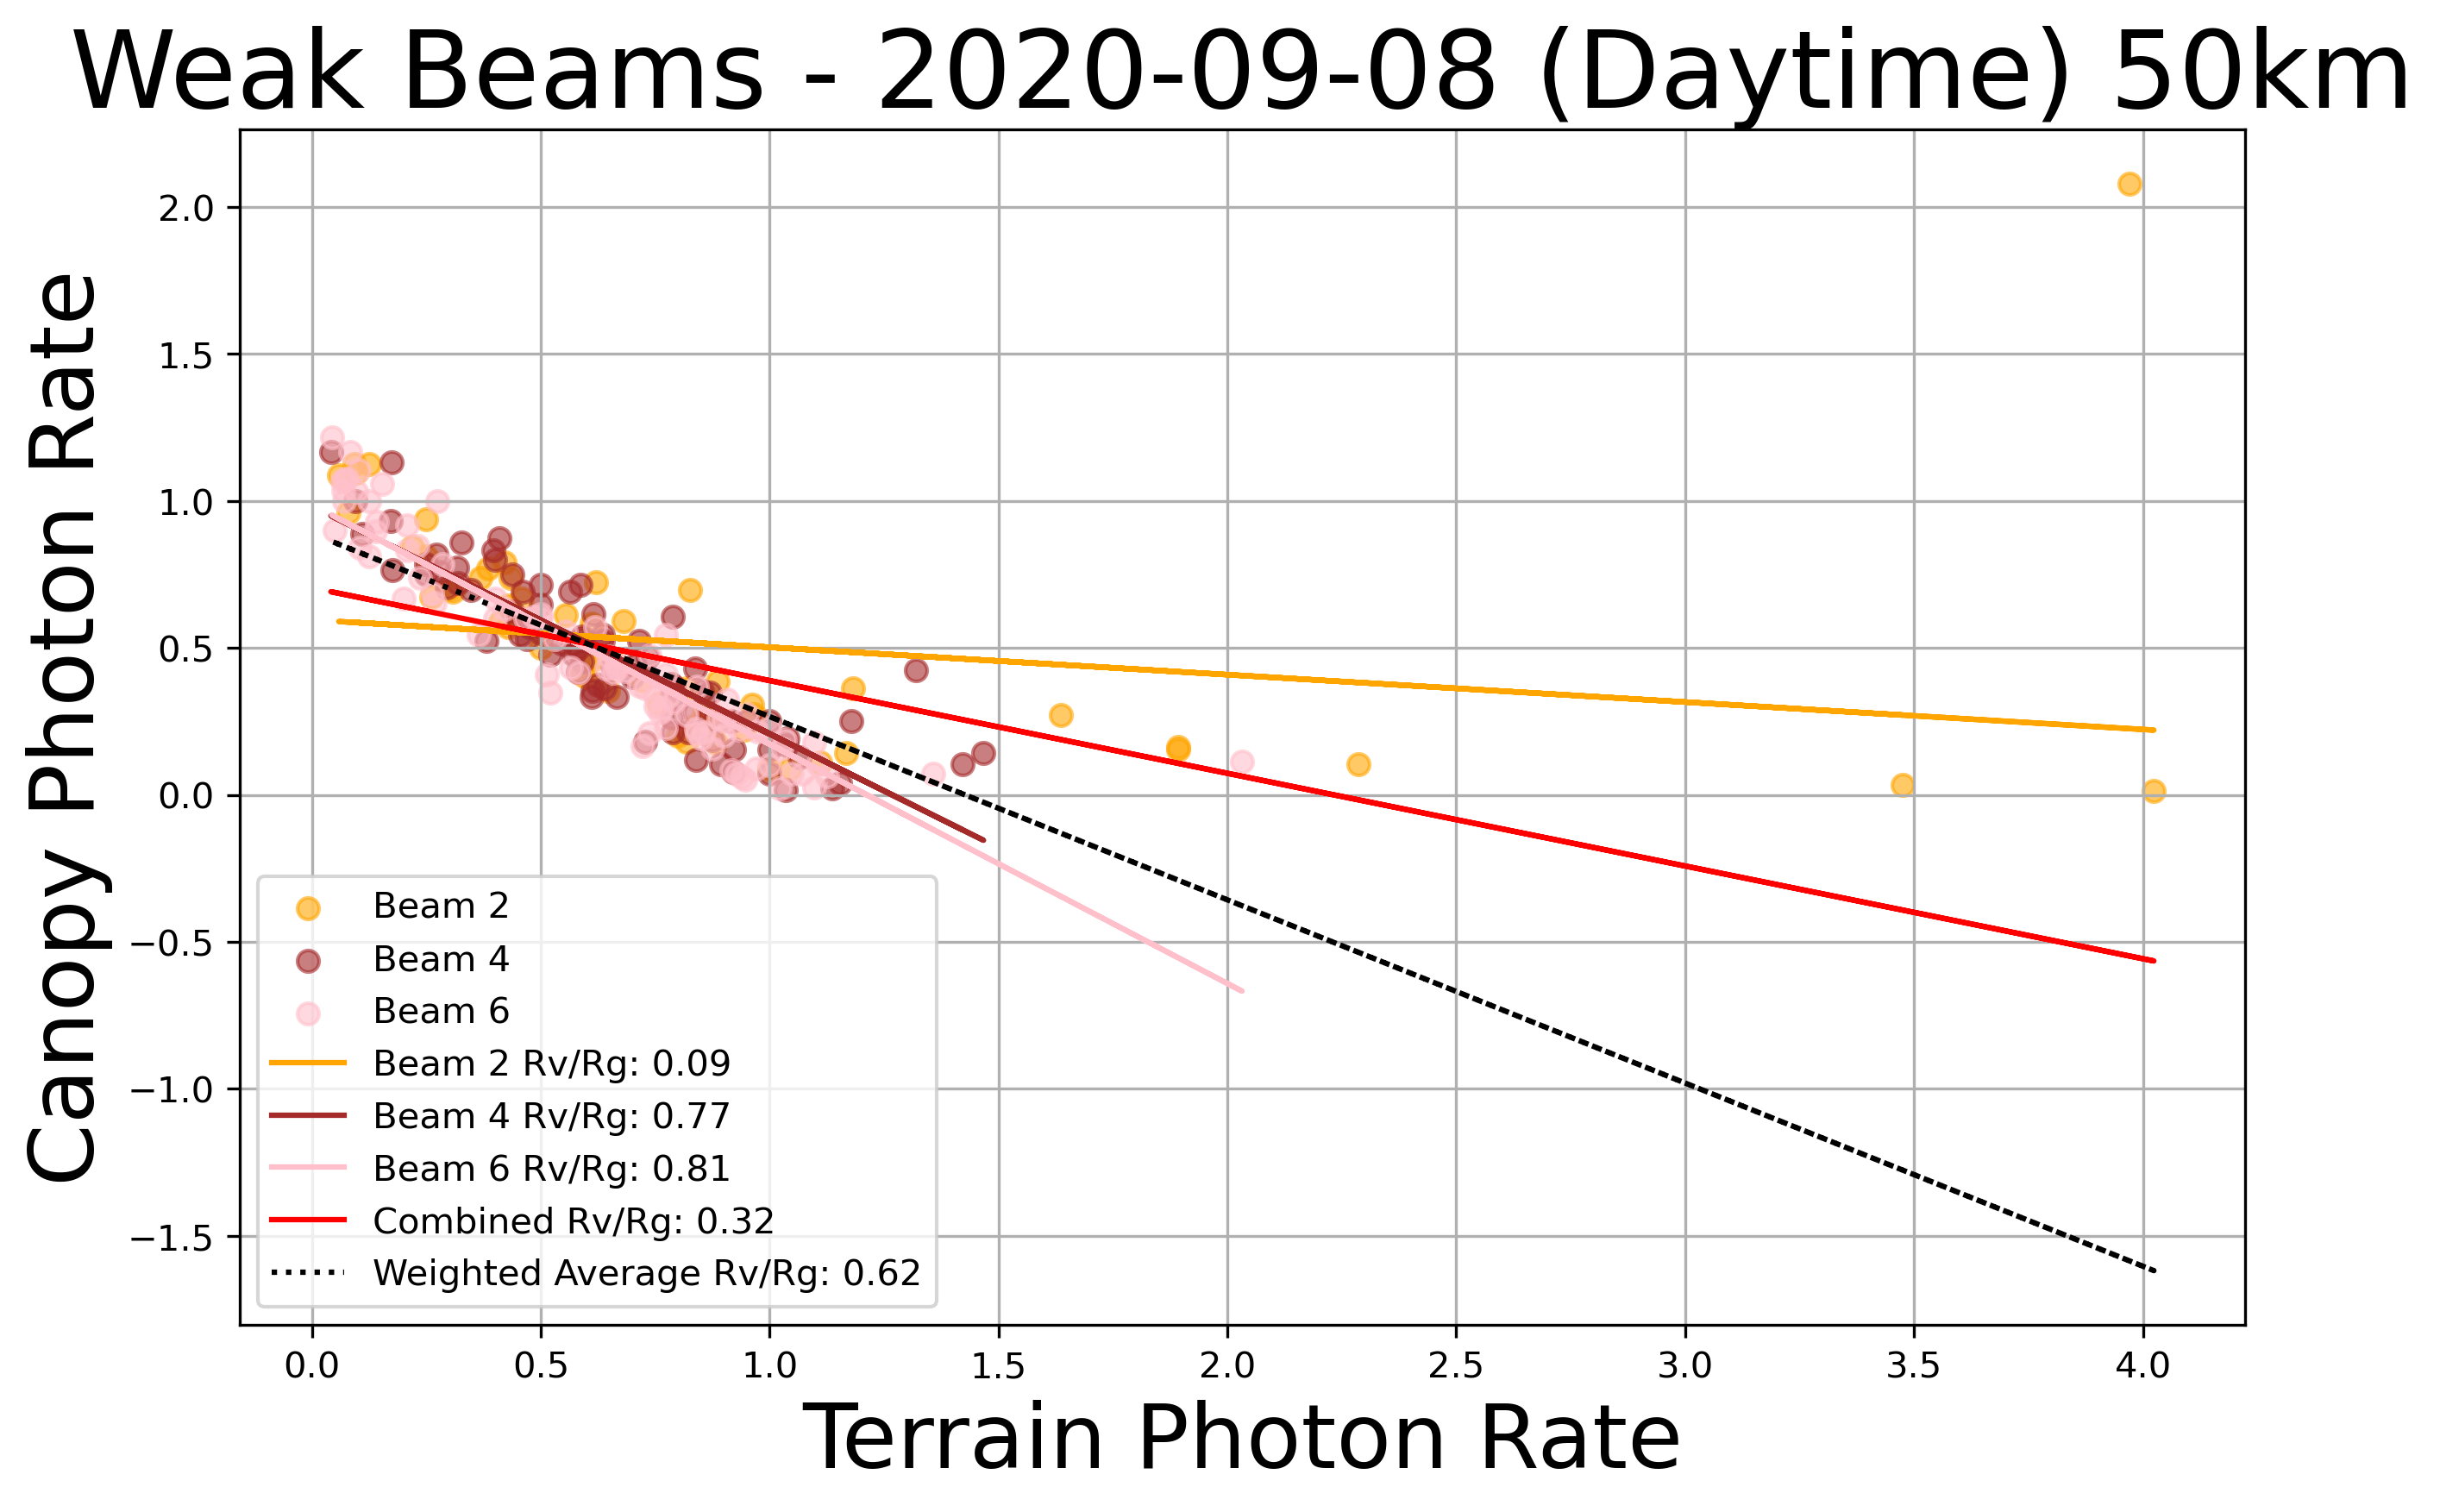 Weak Beams - 2020-09-08 (Daytime) 50km
Canopy Photon Rate
2.0
1.5
1.0
0.5
0.0
−0.5
−1.0
−1.5
Beam 2
Beam 4
Beam 6
Beam 2 Rv/Rg: 0.09
Beam 4 Rv/Rg: 0.77
Beam 6 Rv/Rg: 0.81
Combined Rv/Rg: 0.32
Weighted Average Rv/Rg: 0.62
0.0 0.5 1.0 1.5 2.0 2.5 3.0 3.5 4.0
Terrain Photon Rate